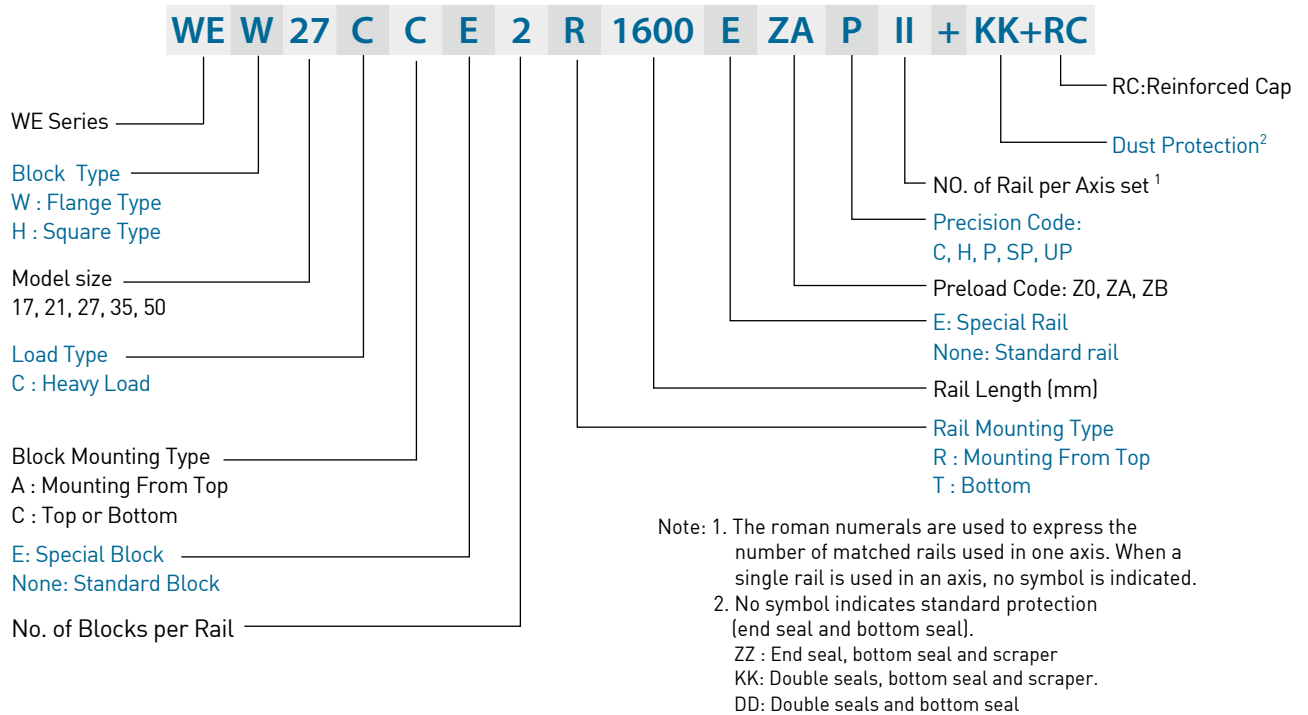 WE W 27 C C E 2 R 1600 E ZA P II + KK+RC
WE Series
Block Type
W : Flange Type
H : Square Type
Model size
17, 21, 27, 35, 50
Load Type
C : Heavy Load
Block Mounting Type
A : Mounting From Top
C : Top or Bottom
E: Special Block
None: Standard Block
No. of Blocks per Rail
RC:Reinforced Cap
Dust Protection2
NO. of Rail per Axis set 1
Precision Code:
C, H, P, SP, UP
Preload Code: Z0, ZA, ZB
E: Special Rail
None: Standard rail
Rail Length (mm)
Rail Mounting Type
R : Mounting From Top
T : Bottom
Note: 1. The roman numerals are used to express the
number of matched rails used in one axis. When a
single rail is used in an axis, no symbol is indicated.
2. No symbol indicates standard protection
(end seal and bottom seal).
ZZ : End seal, bottom seal and scraper
KK: Double seals, bottom seal and scraper.
DD: Double seals and bottom seal